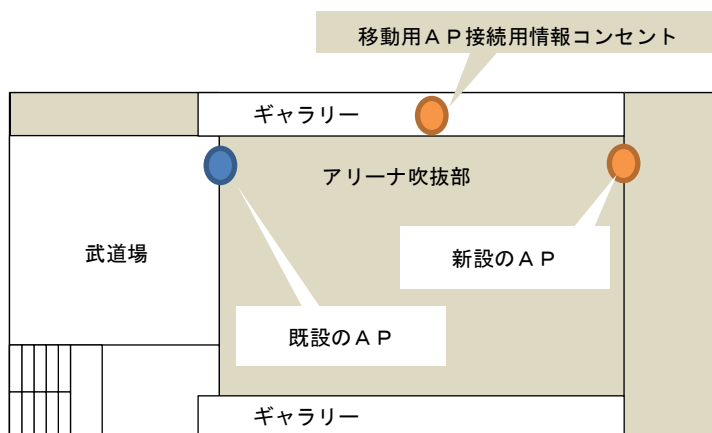 移動用ＡＰ接続用情報コンセント
ギャラリー
アリーナ吹抜部
武道場
新設のＡＰ
既設のＡＰ
ギャラリー